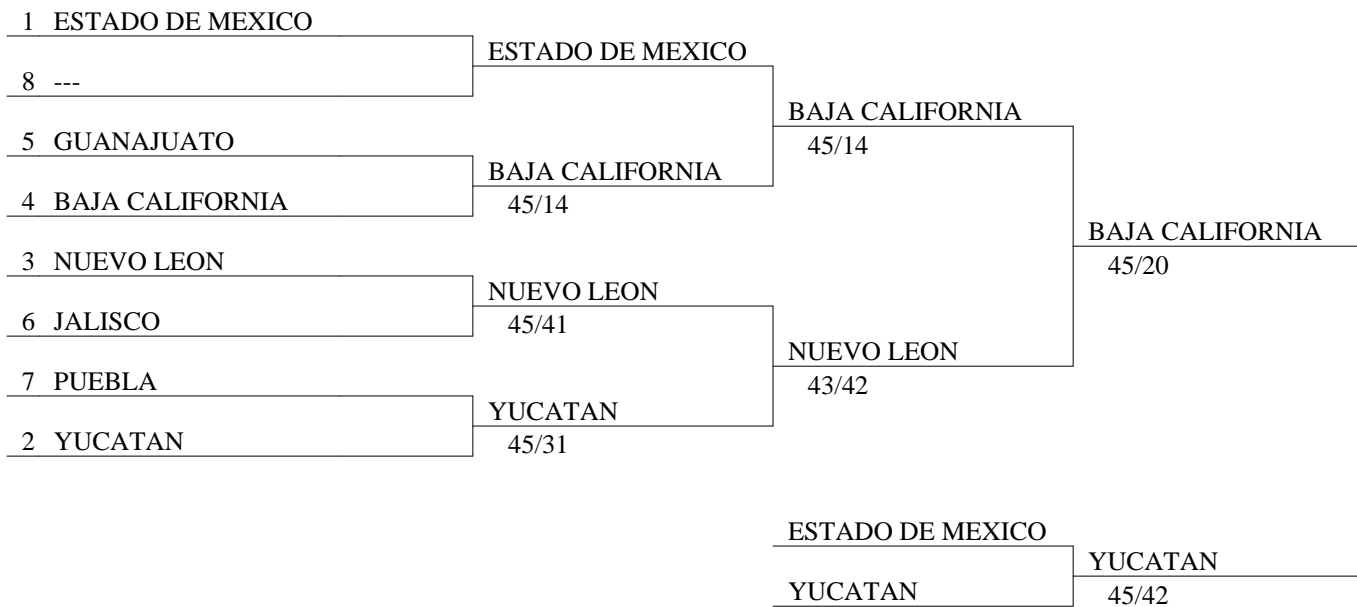 1 ESTADO DE MEXICO
ESTADO DE MEXICO
8 ---
BAJA CALIFORNIA
45/14
5 GUANAJUATO
BAJA CALIFORNIA
45/14
4 BAJA CALIFORNIA
BAJA CALIFORNIA
45/20
3 NUEVO LEON
NUEVO LEON
45/41
6 JALISCO
NUEVO LEON
43/42
7 PUEBLA
YUCATAN
45/31
2 YUCATAN
ESTADO DE MEXICO
YUCATAN
45/42
YUCATAN